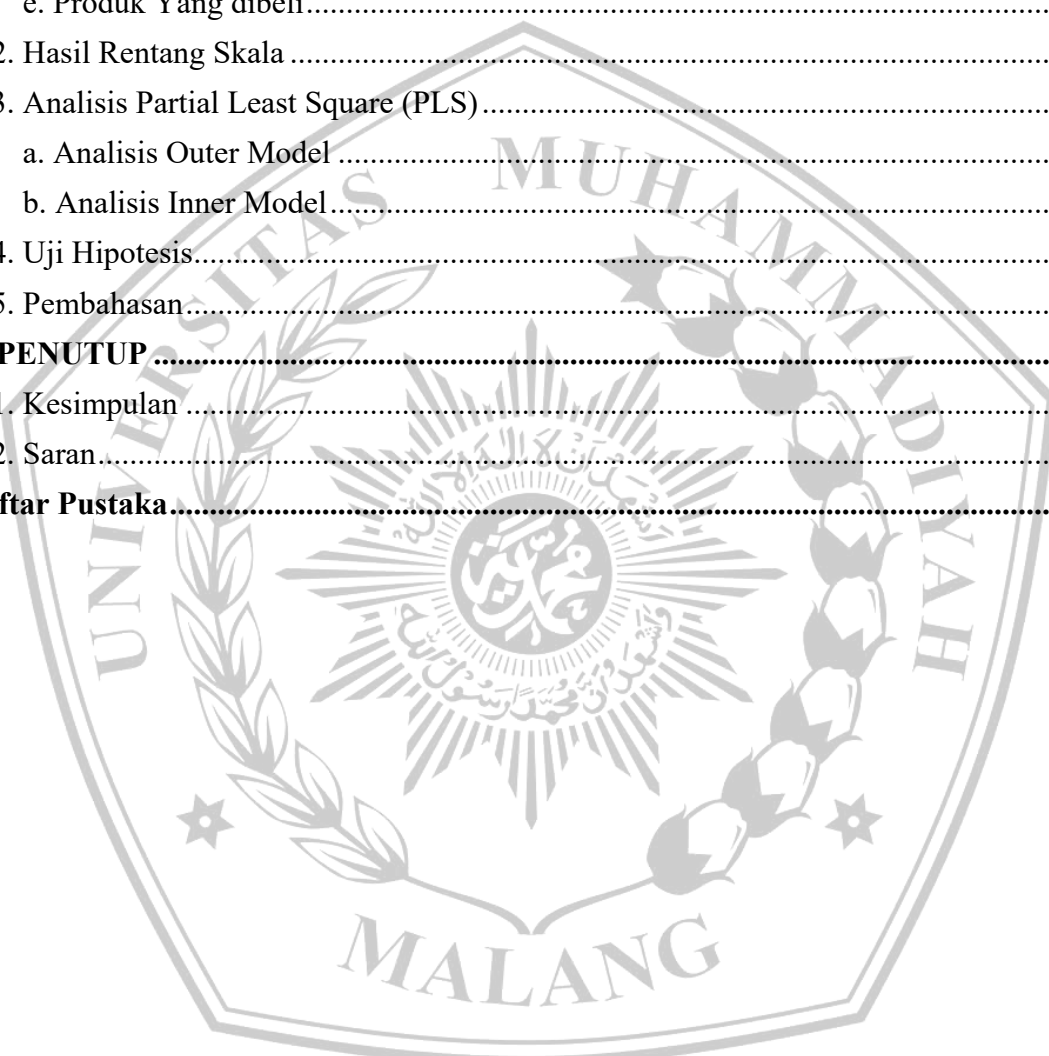 e. Produk Yang dibeli
2. Hasil Rentang Skala
3. Analisis Partial Least Square (PLS)
a. Analisis Outer Model
b. Analisis Inner Model
4. Uji Hipotesis
5. Pembahasan
PENUTUP
1. Kesimpulan
2. Saran
ftar Pustaka
UNIVERSITAS MUHAMMADIYAH
MALANG